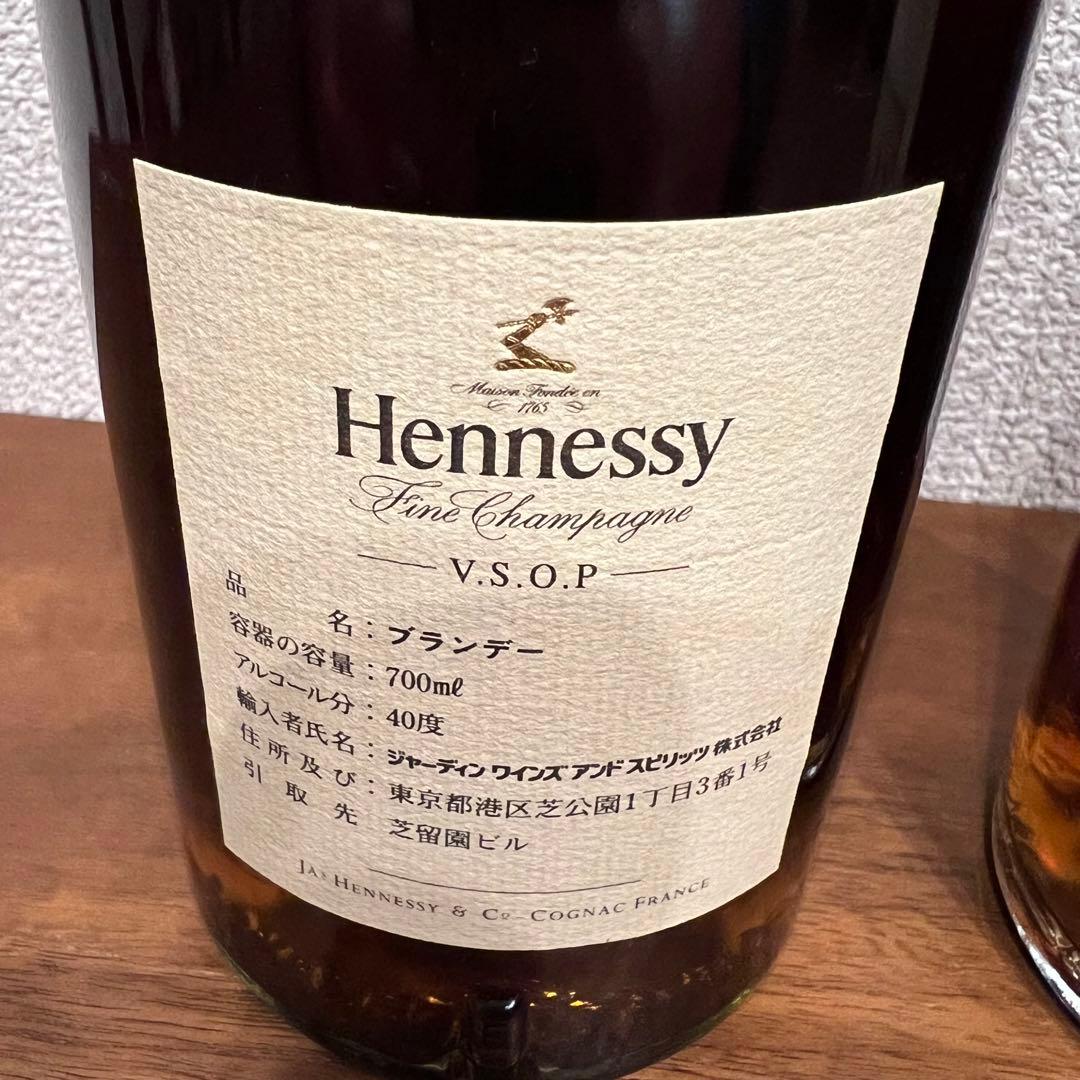 Maison Fondée en
1765
Hennessy
Fine Champagne
V.S.O.P
品名：ブランデー
容器の容量：700mℓ
アルコール分：40度
輸入者氏名：ジャーディン ワインズ アンド スピリッツ 株式会社
住所及び：東京都港区芝公園1丁目3番1号
引取先 芝留園ビル
JAS HENNESSY & Co - COGNAC FRANCE